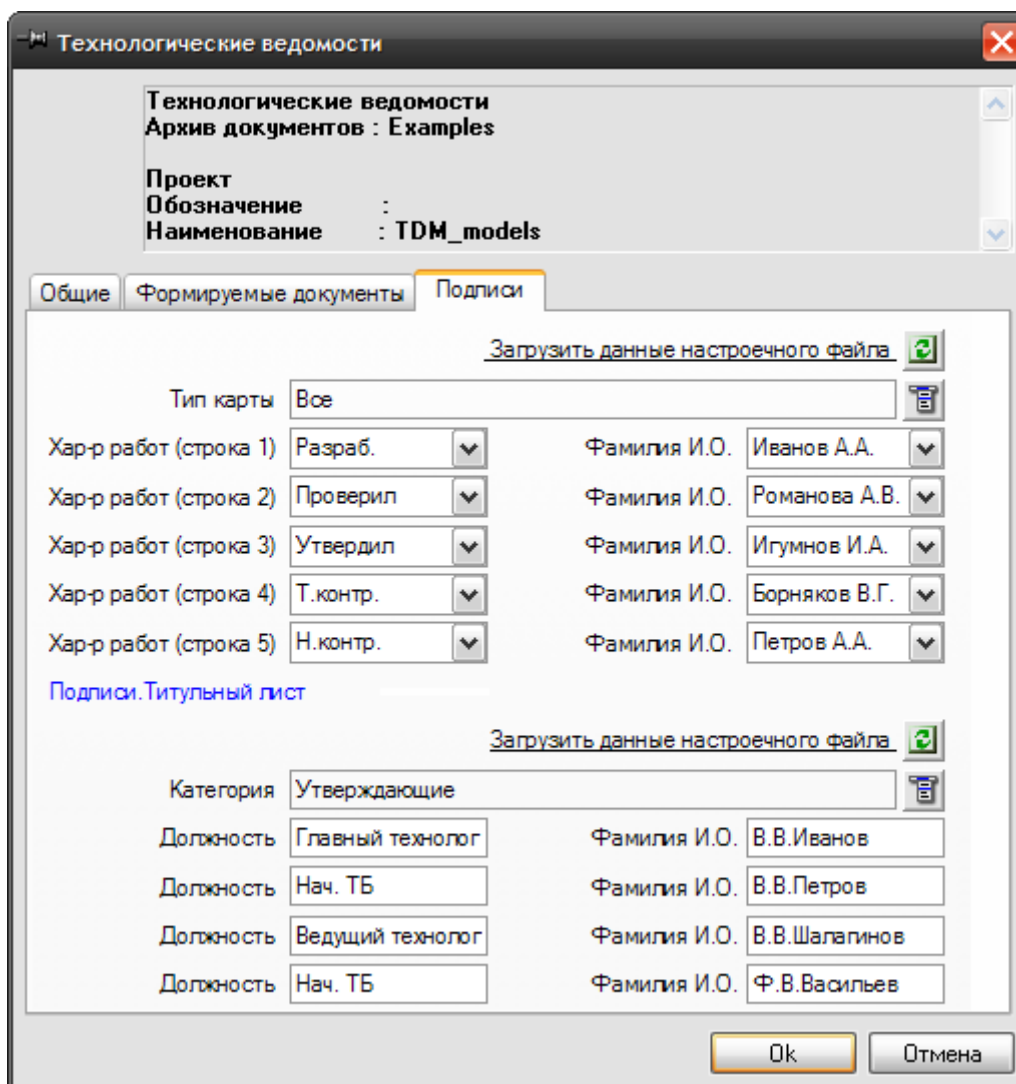 Технологические ведомости
Технологические ведомости
Архив документов : Examples
Проект
Обозначение :
Наименование : TDM_models
Общие Формируемые документы Подписи
Загрузить данные настроечного файла
Тип карты Все
Хар-р работ (строка 1) Разраб. Фамилия И.О. Иванов А.А.
Хар-р работ (строка 2) Проверил Фамилия И.О. Романова А.В.
Хар-р работ (строка 3) Утвердил Фамилия И.О. Игумнов И.А.
Хар-р работ (строка 4) Т.контр. Фамилия И.О. Борняков В.Г.
Хар-р работ (строка 5) Н.контр. Фамилия И.О. Петров А.А.
Подписи.Титульный лист
Загрузить данные настроечного файла
Категория Утверждающие
Должность Главный технолог Фамилия И.О. В.В.Иванов
Должность Нач. ТБ Фамилия И.О. В.В.Петров
Должность Ведущий технолог Фамилия И.О. В.В.Шалагинов
Должность Нач. ТБ Фамилия И.О. Ф.В.Васильев
Ok Отмена